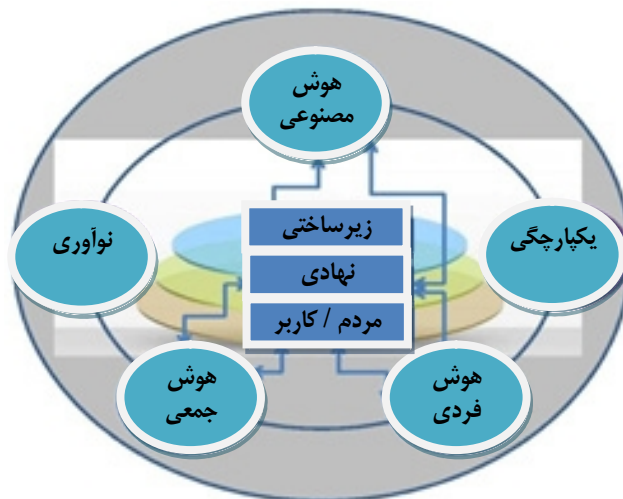 هوش
مصنوعی
یکپارچگی
نوآوری
زیرساختی
نهادی
مردم / کاربر
هوش
فردی
هوش
جمعی